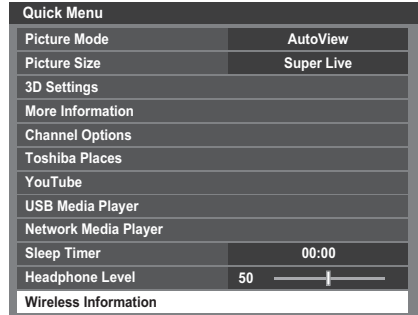 Quick Menu
Picture Mode AutoView
Picture Size Super Live
3D Settings
More Information
Channel Options
Toshiba Places
YouTube
USB Media Player
Network Media Player
Sleep Timer 00:00
Headphone Level 50
Wireless Information